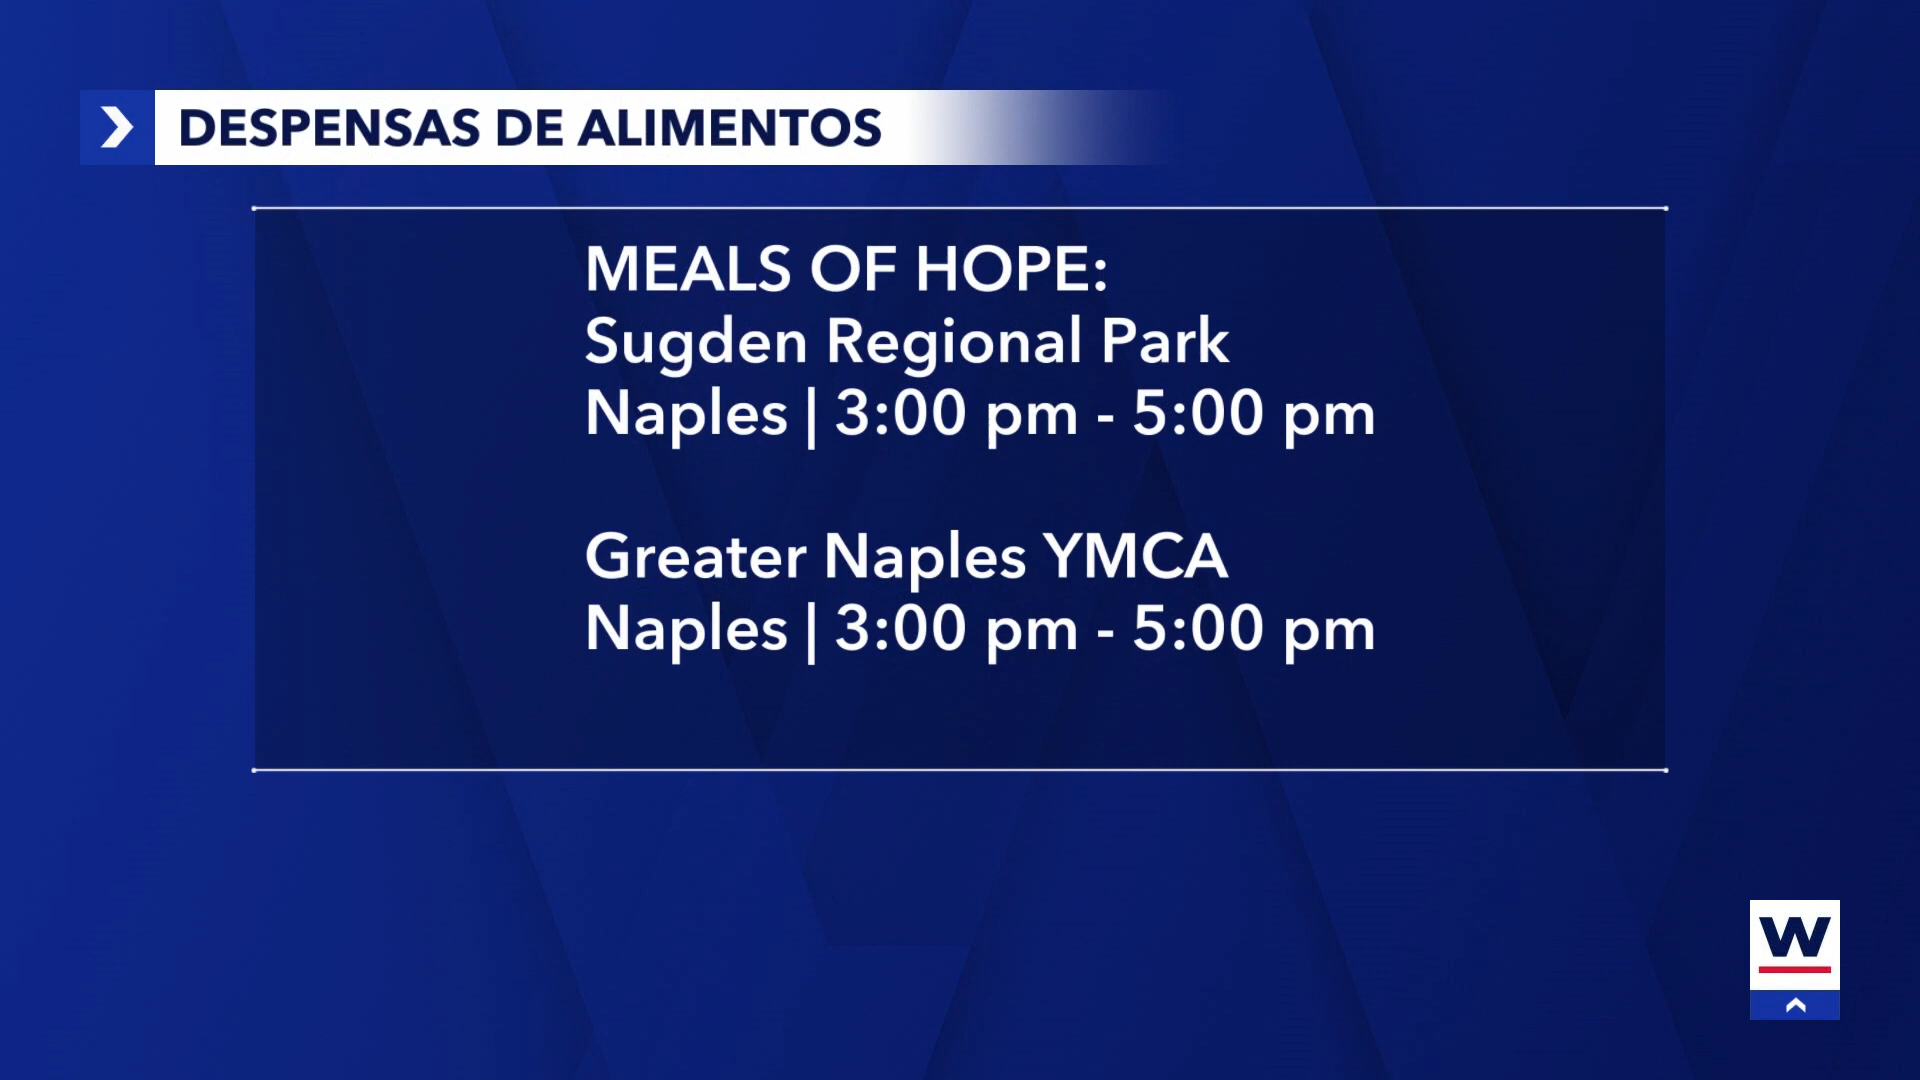 DESPENSAS DE ALIMENTOS
MEALS OF HOPE:
Sugden Regional Park
Naples | 3:00 pm - 5:00 pm
Greater Naples YMCA
Naples | 3:00 pm - 5:00 pm
W